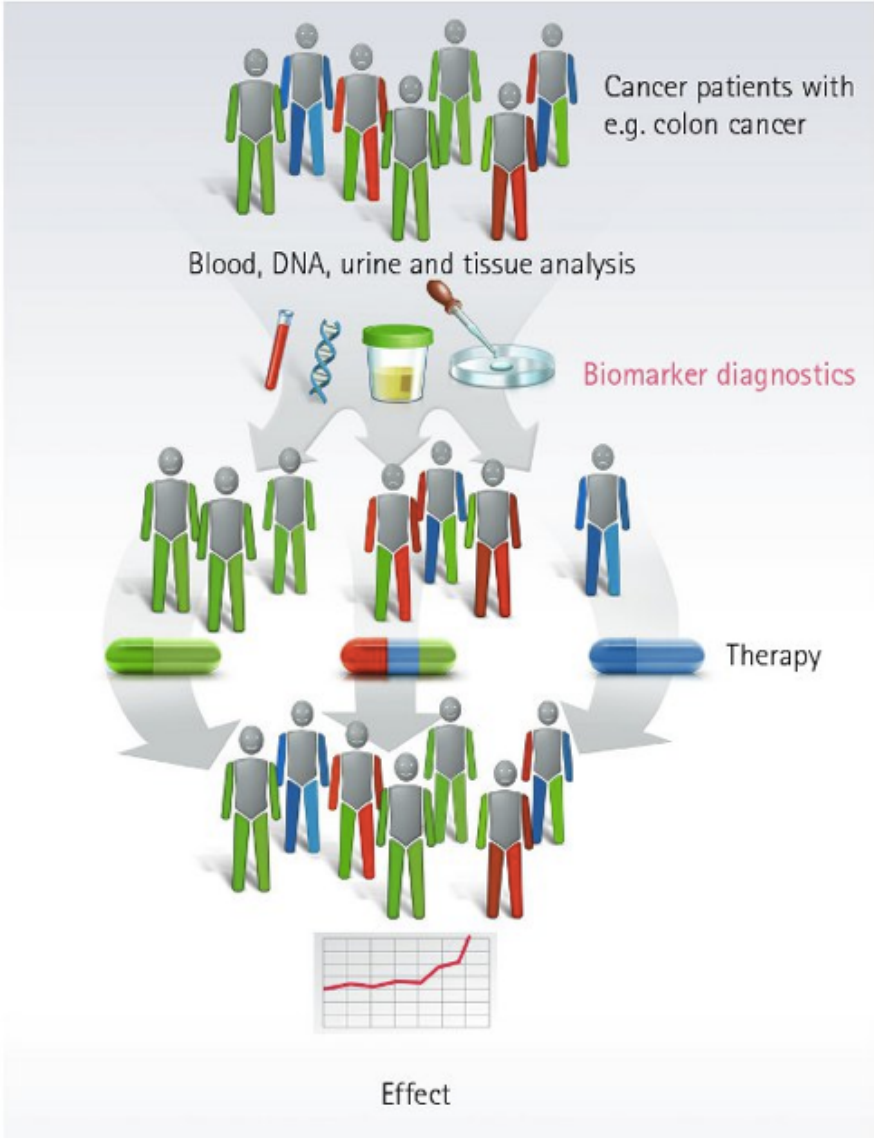 Cancer patients with
e.g. colon cancer
Blood, DNA, urine and tissue analysis
Biomarker diagnostics
Therapy
Effect